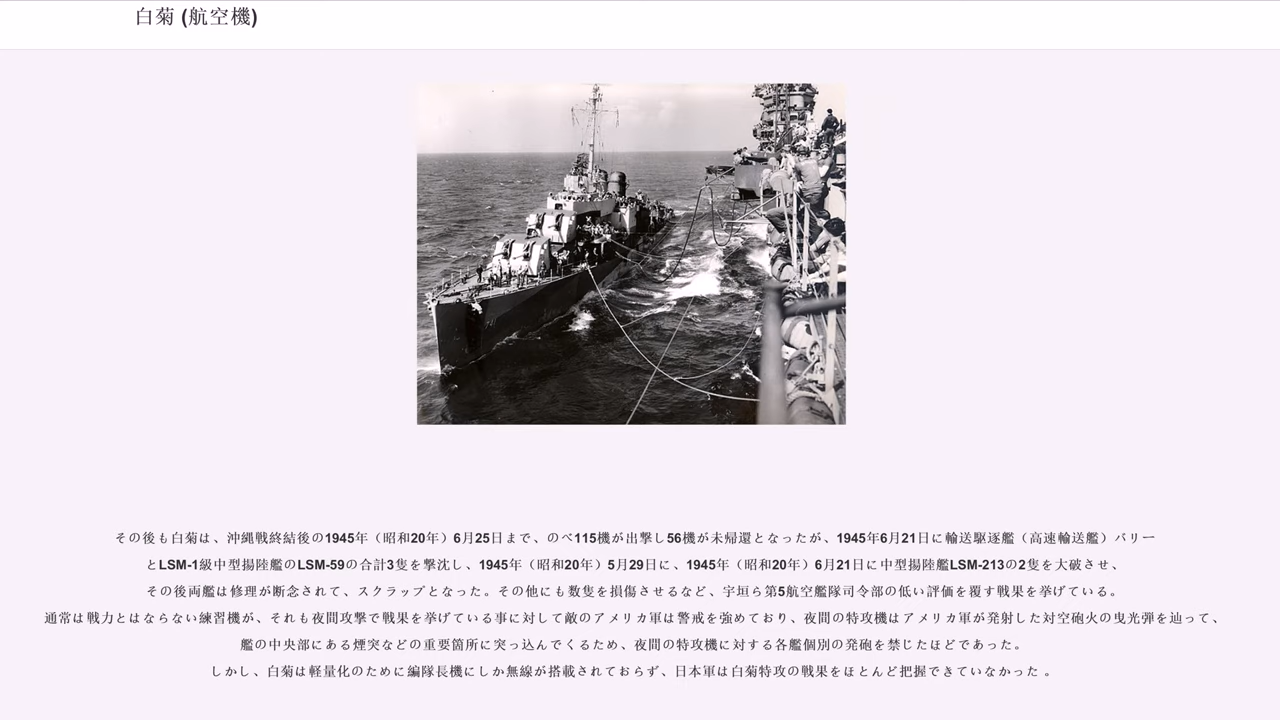 白菊 (航空機)
その後も白菊は、沖縄戦終結後の1945年（昭和20年）6月25日まで、のべ115機が出撃し56機が未帰還となったが、1945年6月21日に輸送駆逐艦（高速輸送艦）バリー
とLSM-1級中型揚陸艦のLSM-59の合計3隻を撃沈し、1945年（昭和20年）5月29日に、1945年（昭和20年）6月21日に中型揚陸艦LSM-213の2隻を大破させ、
その後両艦は修理が断念されて、スクラップとなった。その他にも数隻を損傷させるなど、宇垣ら第5航空艦隊司令部の低い評価を覆す戦果を挙げている。
通常は戦力とはならない練習機が、それも夜間攻撃で戦果を挙げている事に対して敵のアメリカ軍は警戒を強めており、夜間の特攻機はアメリカ軍が発射した対空砲火の曳光弾を辿って、
艦の中央部にある煙突などの重要箇所に突っ込んでくるため、夜間の特攻機に対する各艦個別の発砲を禁じたほどであった。
しかし、白菊は軽量化のために編隊長機にしか無線が搭載されておらず、日本軍は白菊特攻の戦果をほとんど把握できていなかった 。